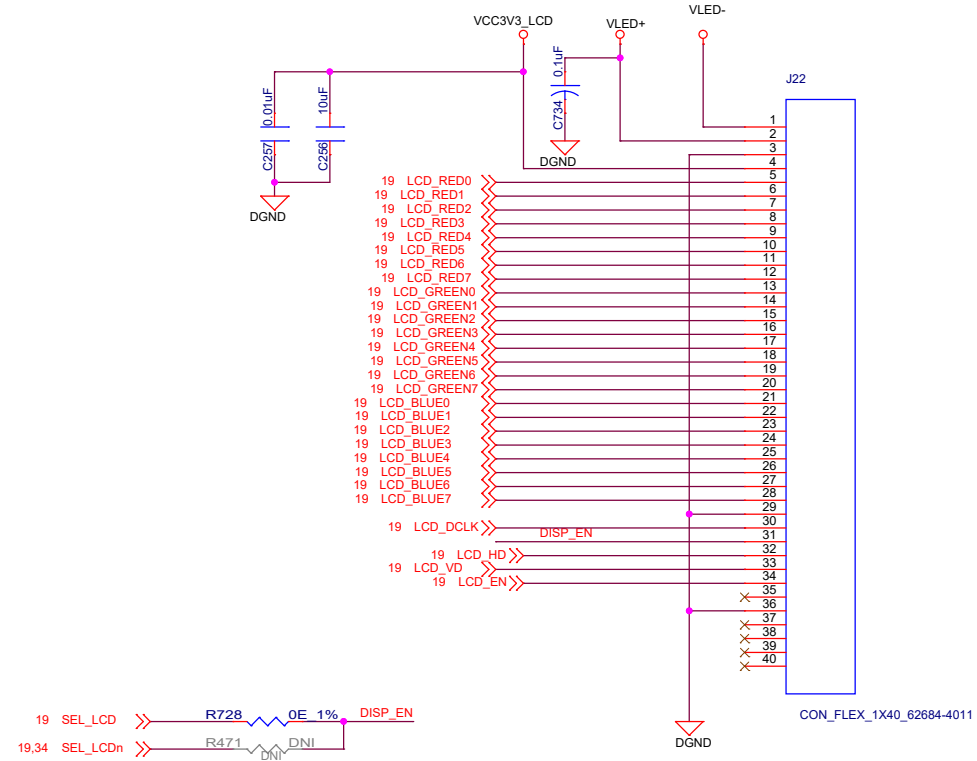 VCC3V3_LCD
VLED+
VLED-
J22
0.01uF
C257
10uF
C256
DGND
0.1uF
C734
DGND
1
2
3
4
19 LCD_RED0 5
19 LCD_RED1 6
19 LCD_RED2 7
19 LCD_RED3 8
19 LCD_RED4 9
19 LCD_RED5 10
19 LCD_RED6 11
19 LCD_RED7 12
19 LCD_GREEN0 13
19 LCD_GREEN1 14
19 LCD_GREEN2 15
19 LCD_GREEN3 16
19 LCD_GREEN4 17
19 LCD_GREEN5 18
19 LCD_GREEN6 19
19 LCD_GREEN7 20
19 LCD_BLUE0 21
19 LCD_BLUE1 22
19 LCD_BLUE2 23
19 LCD_BLUE3 24
19 LCD_BLUE4 25
19 LCD_BLUE5 26
19 LCD_BLUE6 27
19 LCD_BLUE7 28
29
19 LCD_DCLK 30
DISP_EN 31
19 LCD_HD 32
19 LCD_VD 33
19 LCD_EN 34
35
36
37
38
39
40
CON_FLEX_1X40_62684-4011
DGND
19 SEL_LCD R728 0E_1% DISP_EN
19,34 SEL_LCDn R471 DNI
DNI